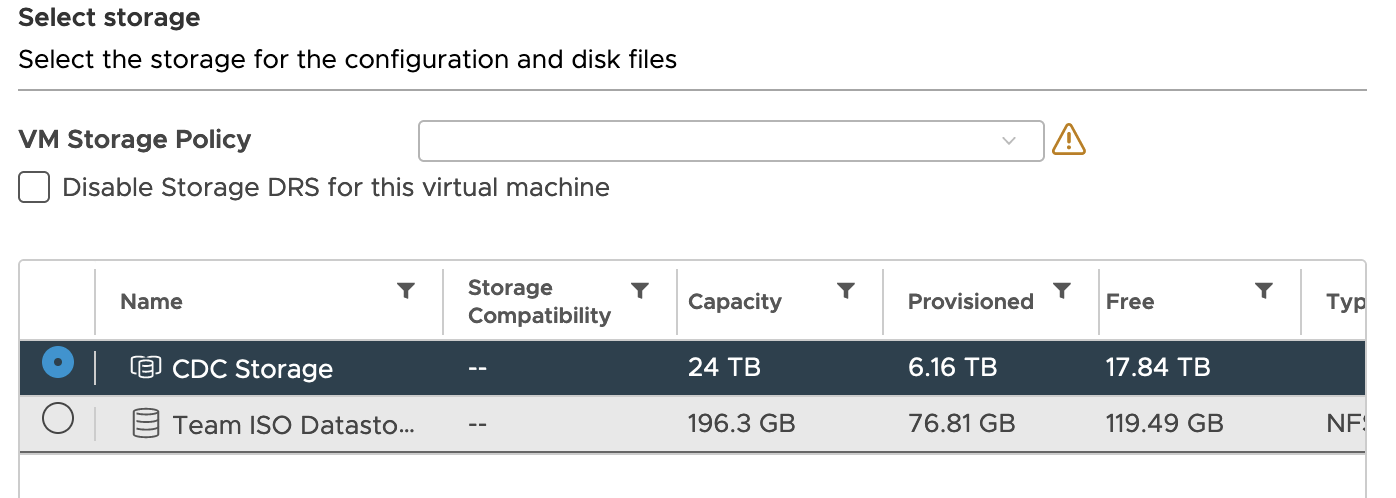 Select storage
Select the storage for the configuration and disk files
VM Storage Policy
Disable Storage DRS for this virtual machine
Name Storage Compatibility Capacity Provisioned Free Typ
CDC Storage -- 24 TB 6.16 TB 17.84 TB
Team ISO Datasto... -- 196.3 GB 76.81 GB 119.49 GB NFS